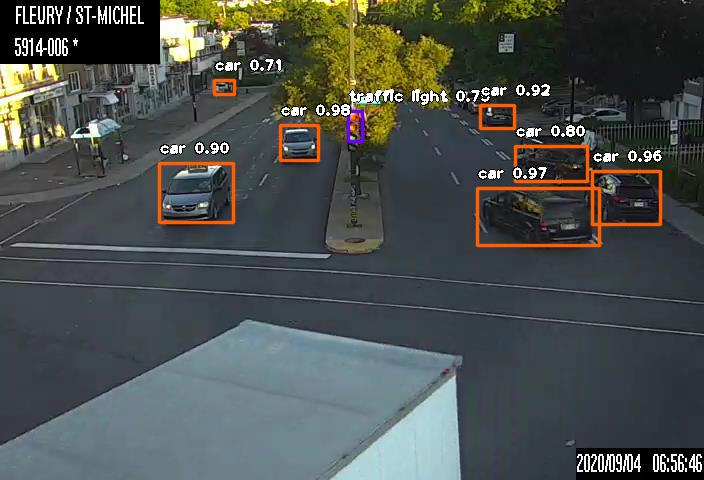 FLEURY / ST-MICHEL
5914-006 *
car 0.71
car 0.92
traffic light 0.75
car 0.98
car 0.80
car 0.90
car 0.96
car 0.97
2020/09/04 06:56:46